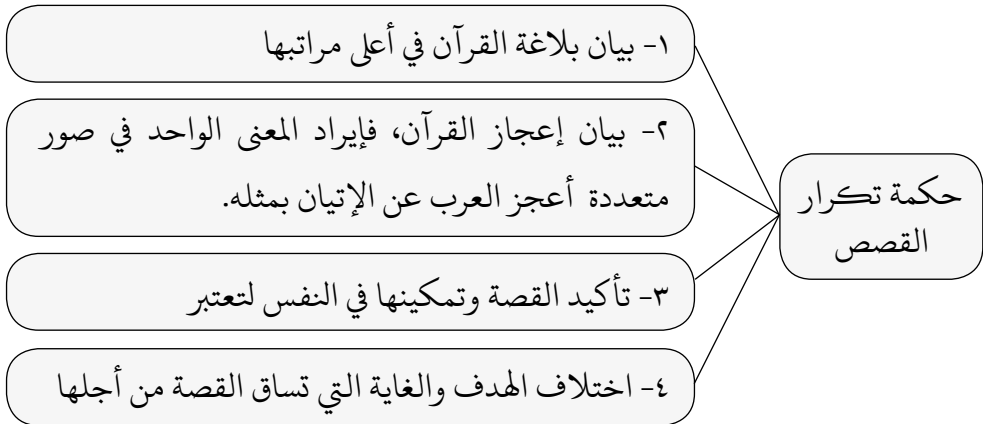 حكمة تكرار
القصص
١- بيان بلاغة القرآن في أعلى مراتبها
٢- بيان إعجاز القرآن، فإيراد المعنى الواحد في صور
متعددة أعجز العرب عن الإتيان بمثله.
٣- تأكيد القصة وتمكينها في النفس لتعتبر
٤- اختلاف الهدف والغاية التي تساق القصة من أجلها